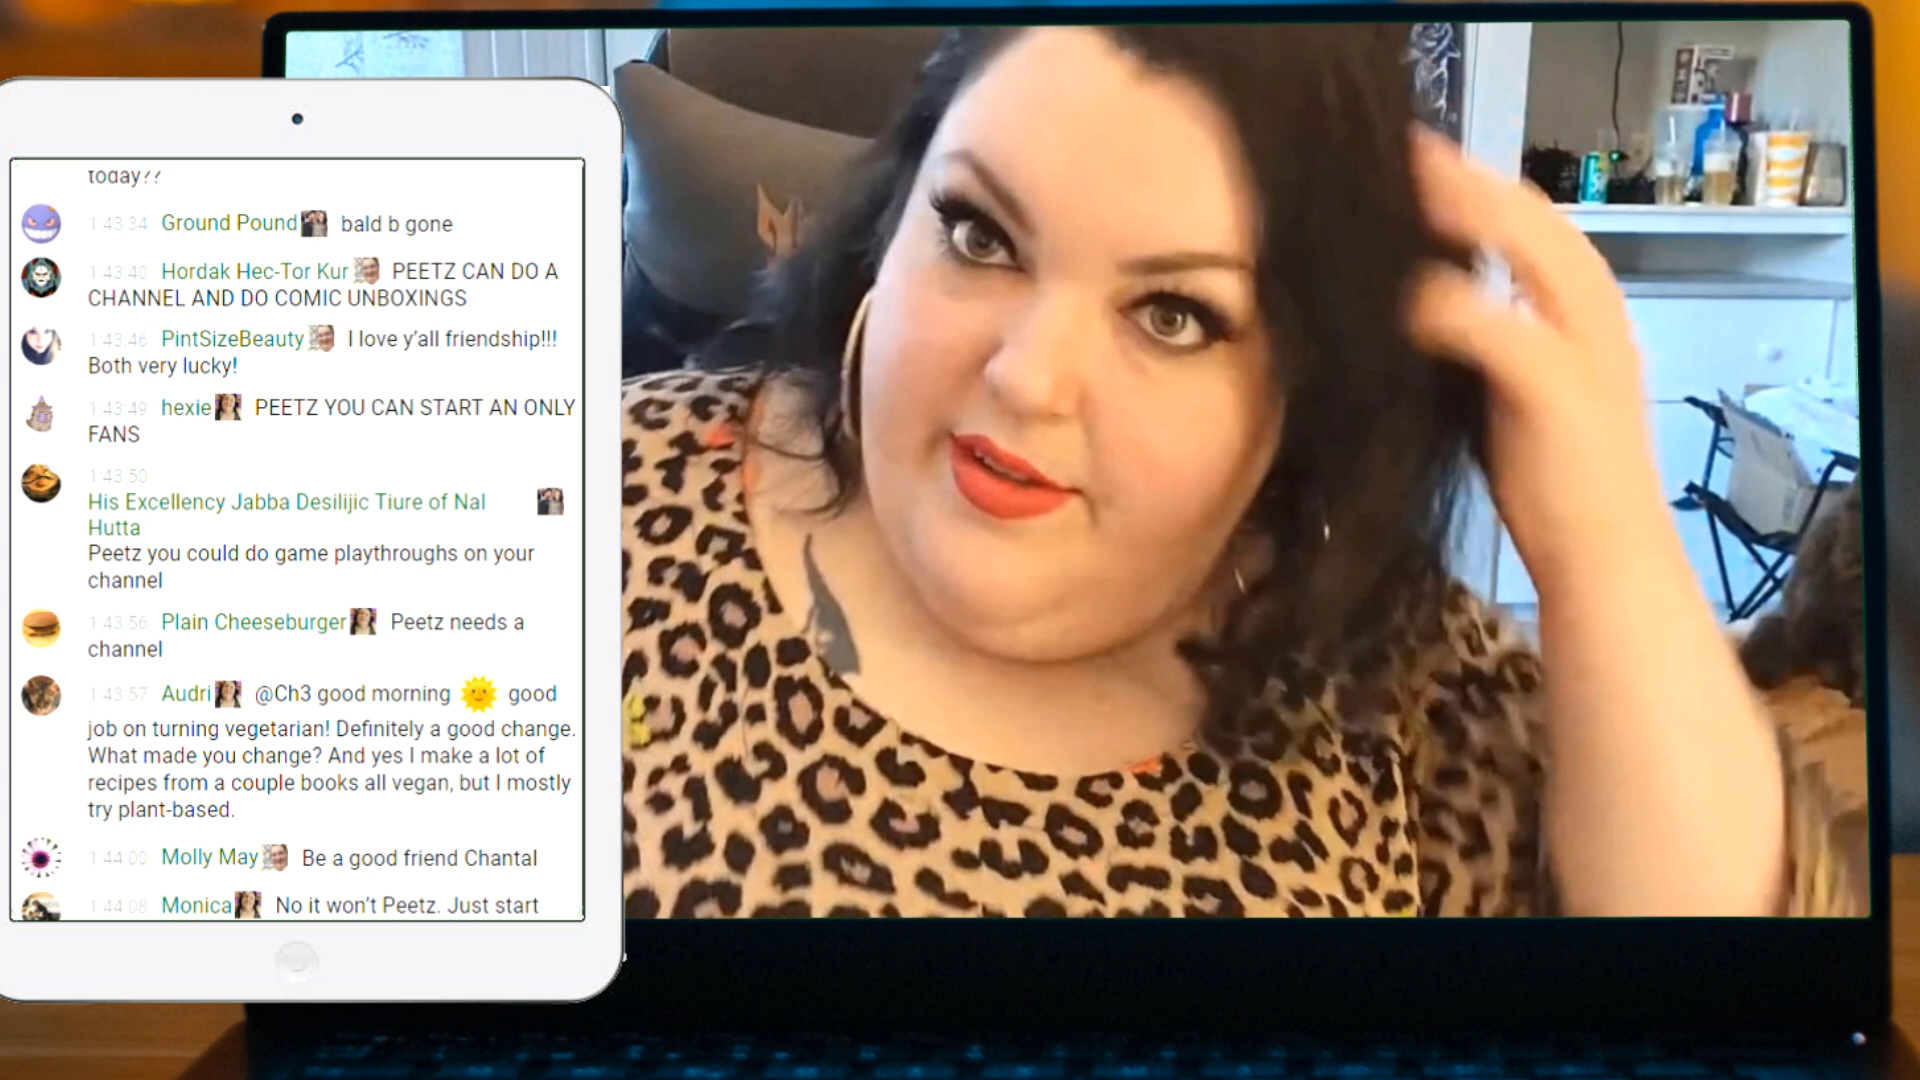 today??
1:43:34 Ground Pound bald b gone
1:43:40 Hordak Hec-Tor Kur PEETZ CAN DO A
CHANNEL AND DO COMIC UNBOXINGS
1:43:46 PintSizeBeauty I love y'all friendship!!!
Both very lucky!
1:43:49 hexie PEETZ YOU CAN START AN ONLY
FANS
1:43:50
His Excellency Jabba Desilijic Tiure of Nal
Hutta
Peetz you could do game playthroughs on your
channel
1:43:56 Plain Cheeseburger Peetz needs a
channel
1:43:57 Audri @Ch3 good morning good
job on turning vegetarian! Definitely a good change.
What made you change? And yes I make a lot of
recipes from a couple books all vegan, but I mostly
try plant-based.
1:44:00 Molly May Be a good friend Chantal
1:44:08 Monica No it won't Peetz. Just start